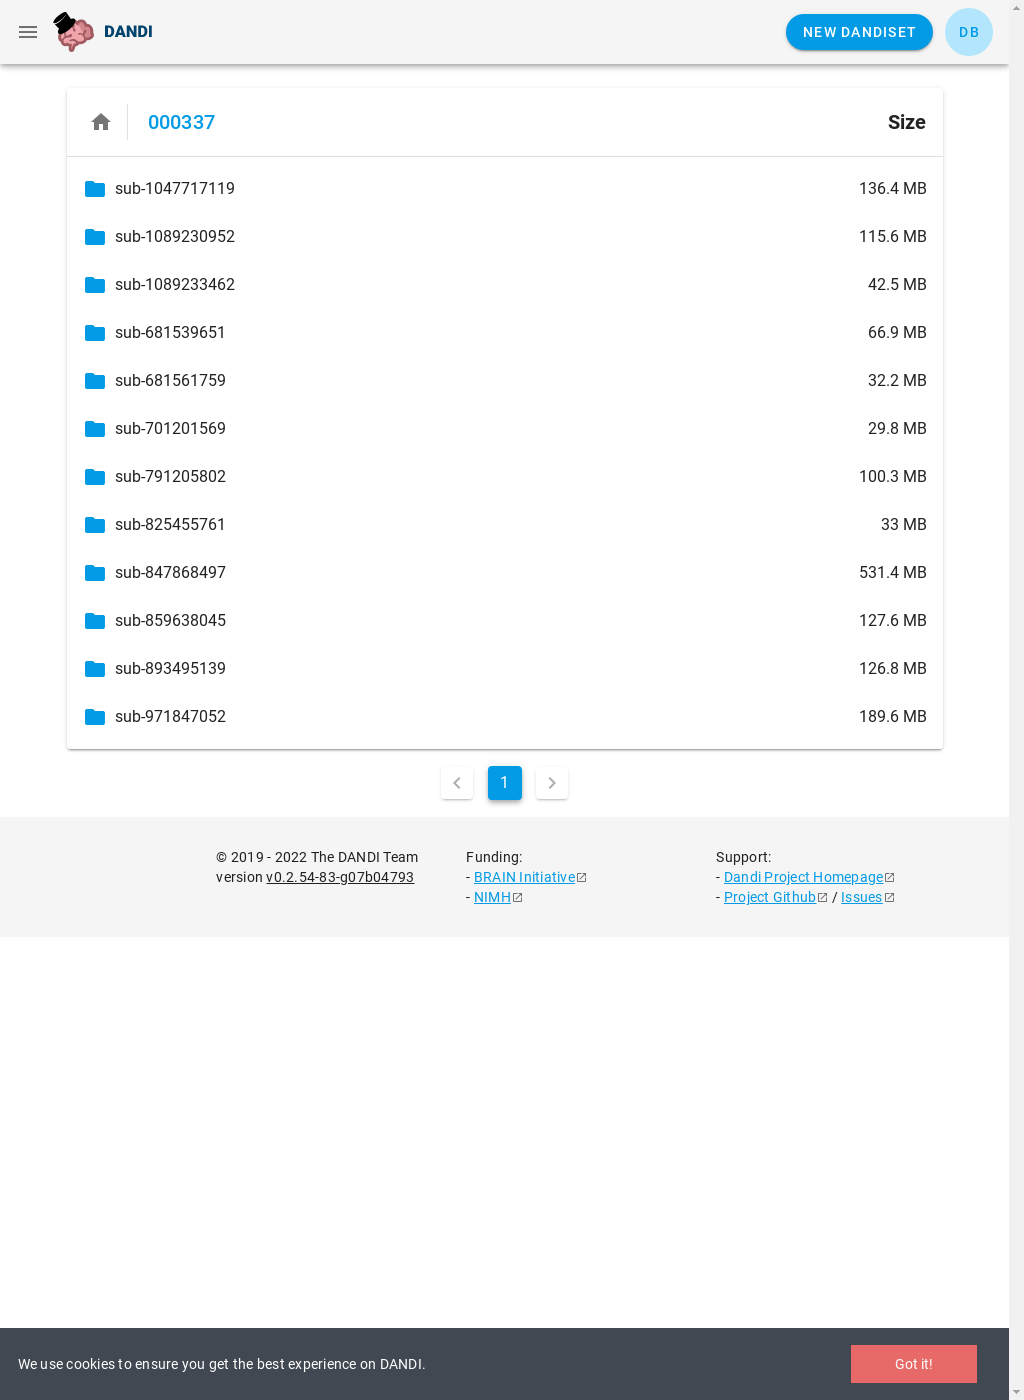 DANDI
NEW DANDISET
DB
000337
Size
sub-1047717119 136.4 MB
sub-1089230952 115.6 MB
sub-1089233462 42.5 MB
sub-681539651 66.9 MB
sub-681561759 32.2 MB
sub-701201569 29.8 MB
sub-791205802 100.3 MB
sub-825455761 33 MB
sub-847868497 531.4 MB
sub-859638045 127.6 MB
sub-893495139 126.8 MB
sub-971847052 189.6 MB
1
© 2019 - 2022 The DANDI Team
version v0.2.54-83-g07b04793
Funding:
- BRAIN Initiative
- NIMH
Support:
- Dandi Project Homepage
- Project Github / Issues
We use cookies to ensure you get the best experience on DANDI.
Got it!